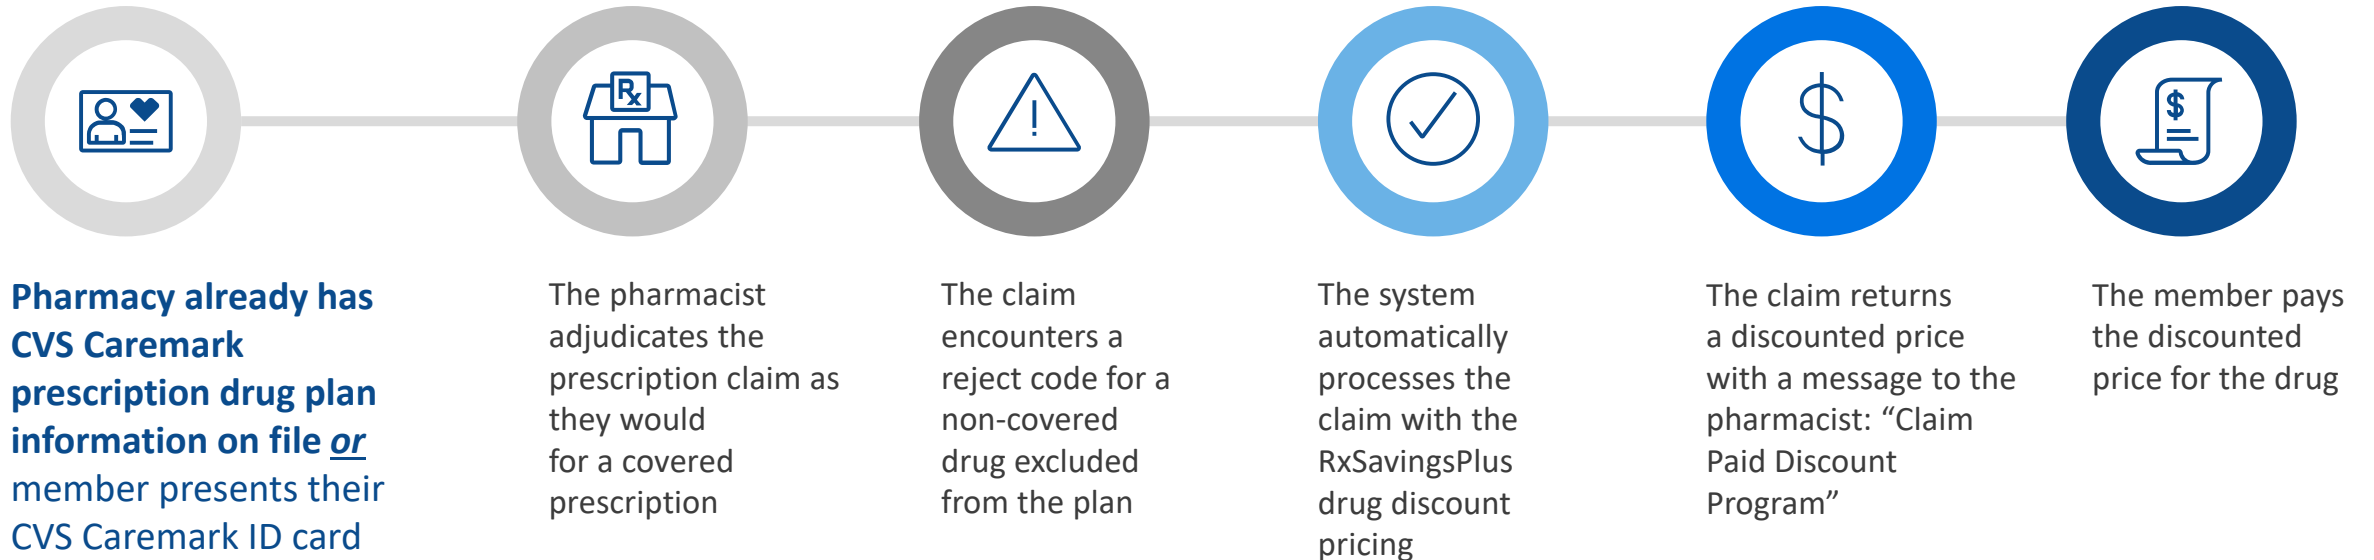 Rx
$
$
Pharmacy already has
CVS Caremark
prescription drug plan
information on file or
member presents their
CVS Caremark ID card
The pharmacist
adjudicates the
prescription claim as
they would
for a covered
prescription
The claim
encounters a
reject code for a
non-covered
drug excluded
from the plan
The system
automatically
processes the
claim with the
RxSavingsPlus
drug discount
pricing
The claim returns
a discounted price
with a message to the
pharmacist: “Claim
Paid Discount
Program”
The member pays
the discounted
price for the drug